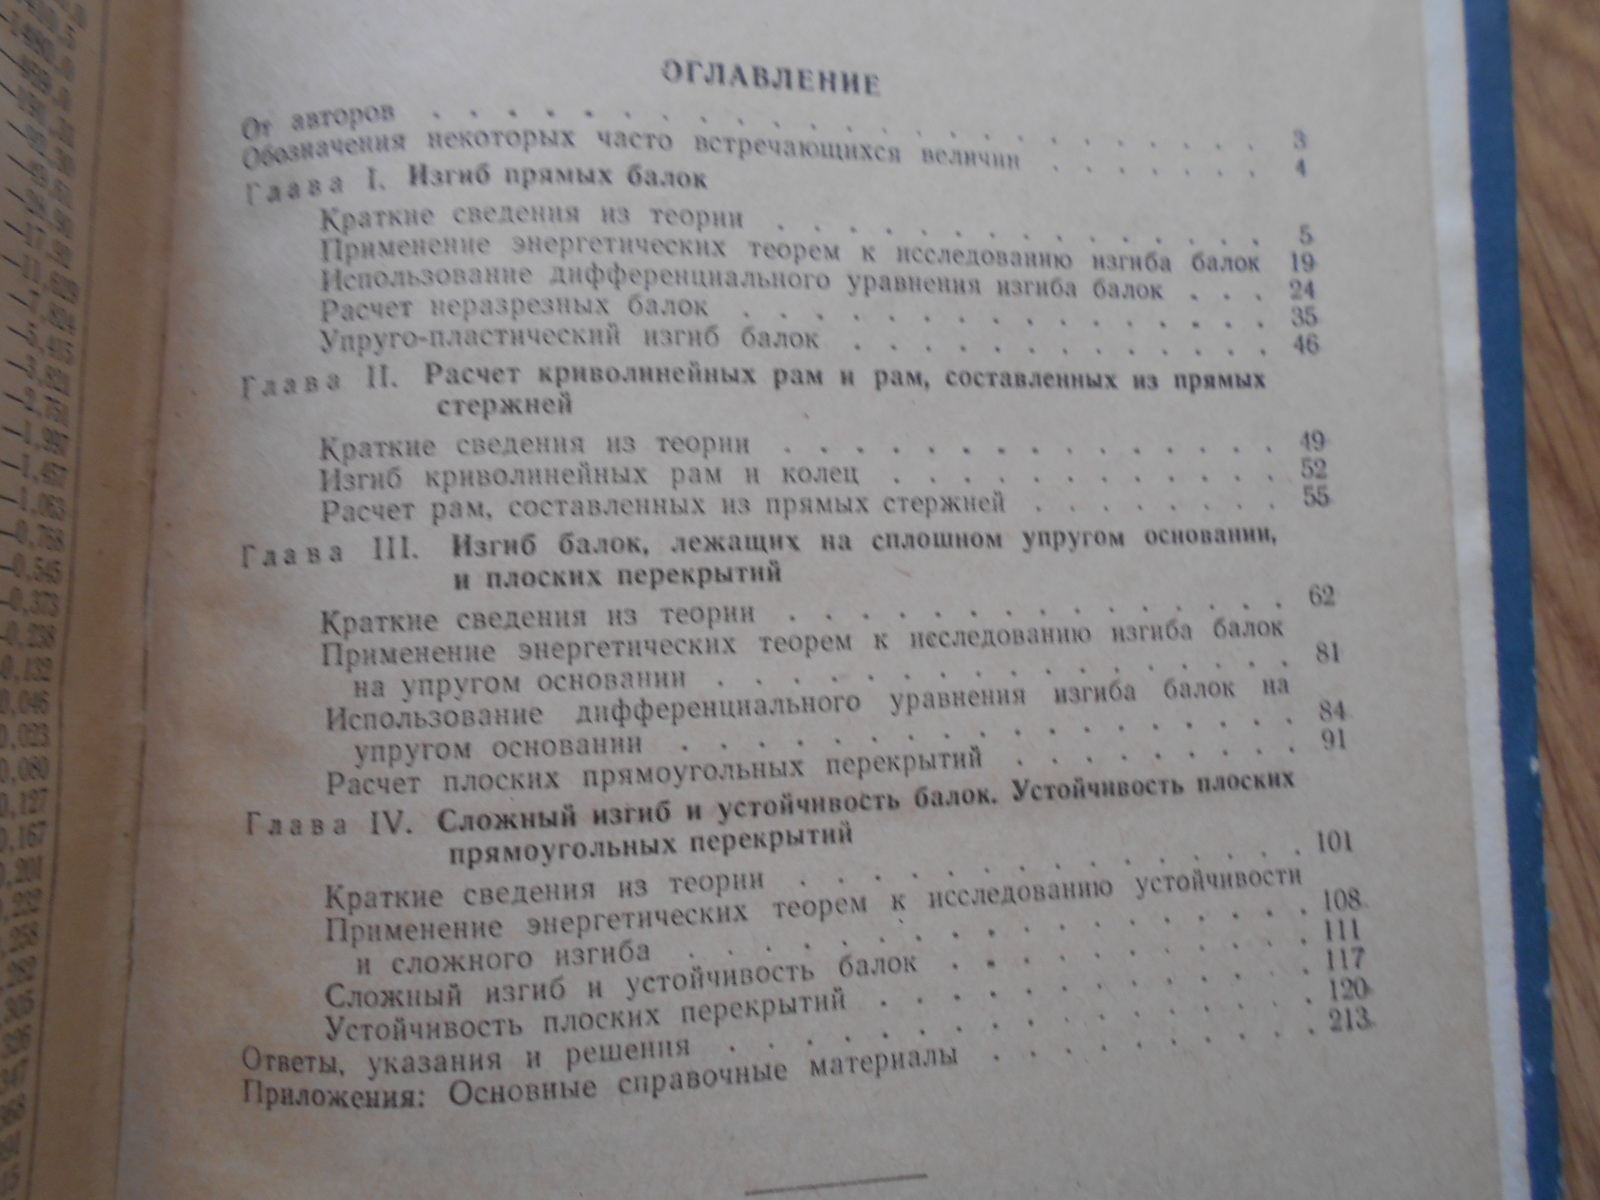 ОГЛАВЛЕНИЕ
От авторов . . . . . . . . . . . . . . . . . . . 3
Обозначения некоторых часто встречающихся величин . . . . . . 4
Глава I. Изгиб прямых балок
Краткие сведения из теории . . . . . . . . . . . . . . 5
Применение энергетических теорем к исследованию изгиба балок 19
Использование дифференциального уравнения изгиба балок . . . 24
Расчет неразрезных балок . . . . . . . . . . . . . . . 35
Упруго-пластический изгиб балок . . . . . . . . . . . . 46
Глава II. Расчет криволинейных рам и рам, составленных из прямых
стержней
Краткие сведения из теории . . . . . . . . . . . . . . 49
Изгиб криволинейных рам и колец . . . . . . . . . . . 52
Расчет рам, составленных из прямых стержней . . . . . . . 55
Глава III. Изгиб балок, лежащих на сплошном упругом основании,
и плоских перекрытий
Краткие сведения из теории . . . . . . . . . . . . . . 62
Применение энергетических теорем к исследованию изгиба балок
на упругом основании . . . . . . . . . . . . . . . . 81
Использование дифференциального уравнения изгиба балок на
упругом основании . . . . . . . . . . . . . . . . . 84
Расчет плоских прямоугольных перекрытий . . . . . . . . 91
Глава IV. Сложный изгиб и устойчивость балок. Устойчивость плоских
прямоугольных перекрытий
Краткие сведения из теории . . . . . . . . . . . . . . 101
Применение энергетических теорем к исследованию устойчивости
и сложного изгиба . . . . . . . . . . . . . . . . . 108
Сложный изгиб и устойчивость балок . . . . . . . . . . 111
Устойчивость плоских перекрытий . . . . . . . . . . . . 117
Ответы, указания и решения . . . . . . . . . . . . . . . . 120
Приложения: Основные справочные материалы . . . . . . . . . 213